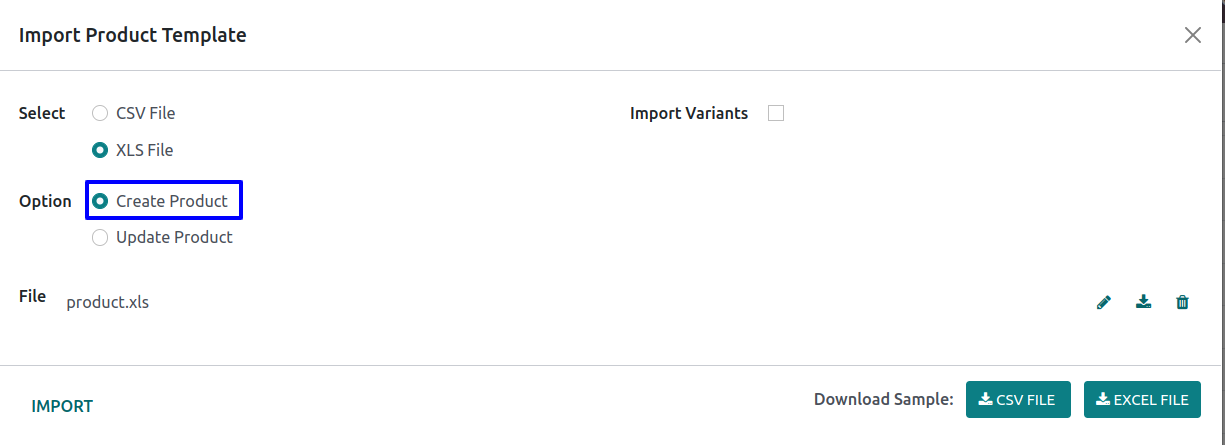 Import Product Template
Select
CSV File
XLS File
Import Variants
Option
Create Product
Update Product
File
product.xls
IMPORT
Download Sample:
CSV FILE
EXCEL FILE